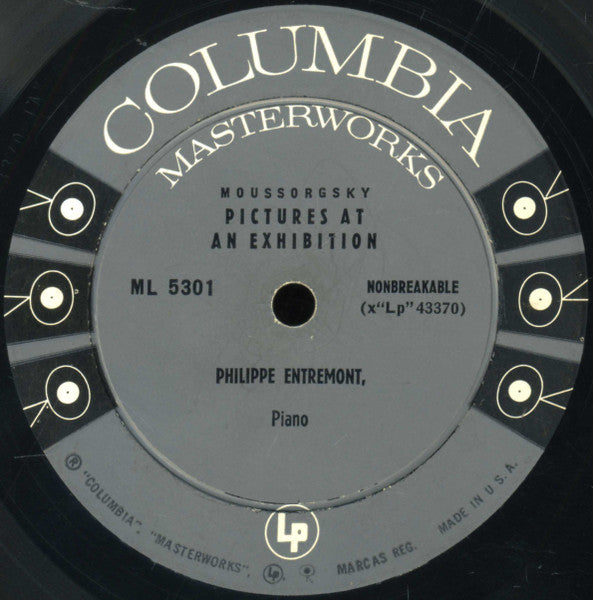 COLUMBIA
MASTERWORKS
MOUSSORGSKY
PICTURES AT
AN EXHIBITION
ML 5301
NONBREAKABLE
(x"Lp" 43370)
PHILIPPE ENTREMONT,
Piano
Lp
® "COLUMBIA", "MASTERWORKS", Lp, MARCAS REG. MADE IN U.S.A.